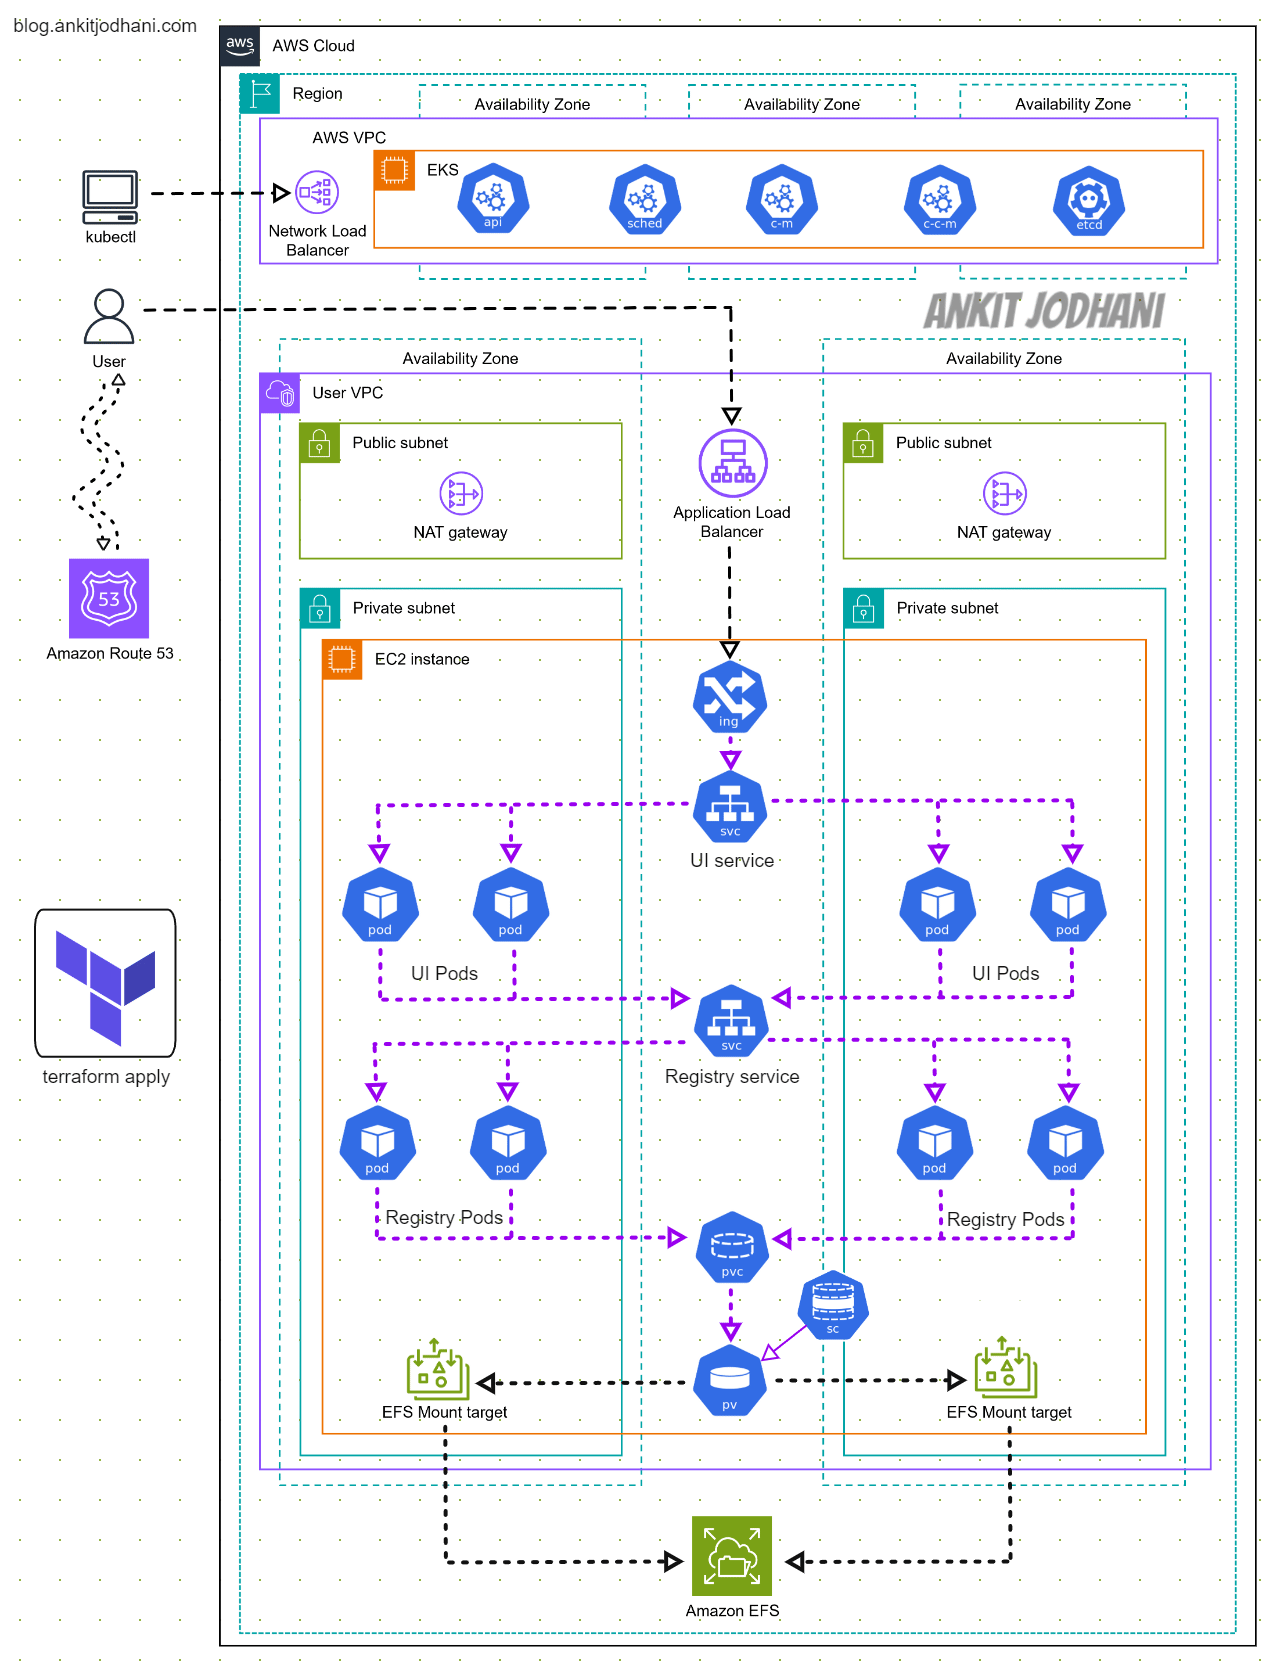 blog.ankitjodhani.com
aws
AWS Cloud
Region
Availability Zone
Availability Zone
Availability Zone
AWS VPC
EKS
api
sched
c-m
c-c-m
etcd
kubectl
Network Load
Balancer
ANKIT JODHANI
User
Availability Zone
Availability Zone
User VPC
Public subnet
Public subnet
NAT gateway
Application Load
Balancer
NAT gateway
53
Amazon Route 53
Private subnet
Private subnet
EC2 instance
ing
svc
UI service
pod
pod
pod
pod
UI Pods
UI Pods
svc
Registry service
terraform apply
pod
pod
pod
pod
Registry Pods
Registry Pods
pvc
sc
pv
EFS Mount target
EFS Mount target
Amazon EFS